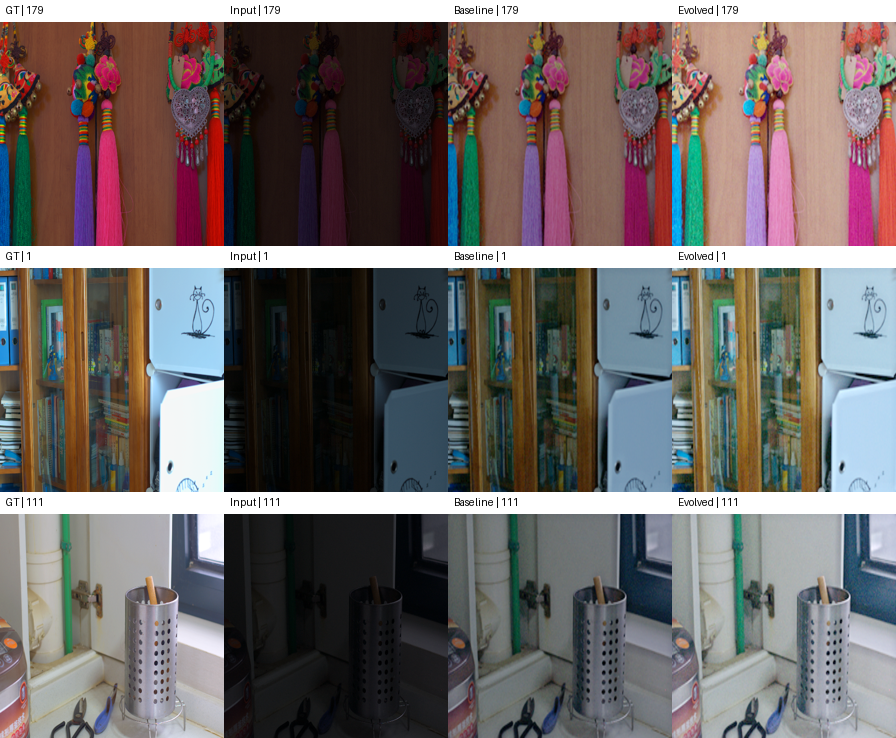 GT | 179
Input | 179
Baseline | 179
Evolved | 179
GT | 1
Input | 1
Baseline | 1
Evolved | 1
GT | 111
Input | 111
Baseline | 111
Evolved | 111